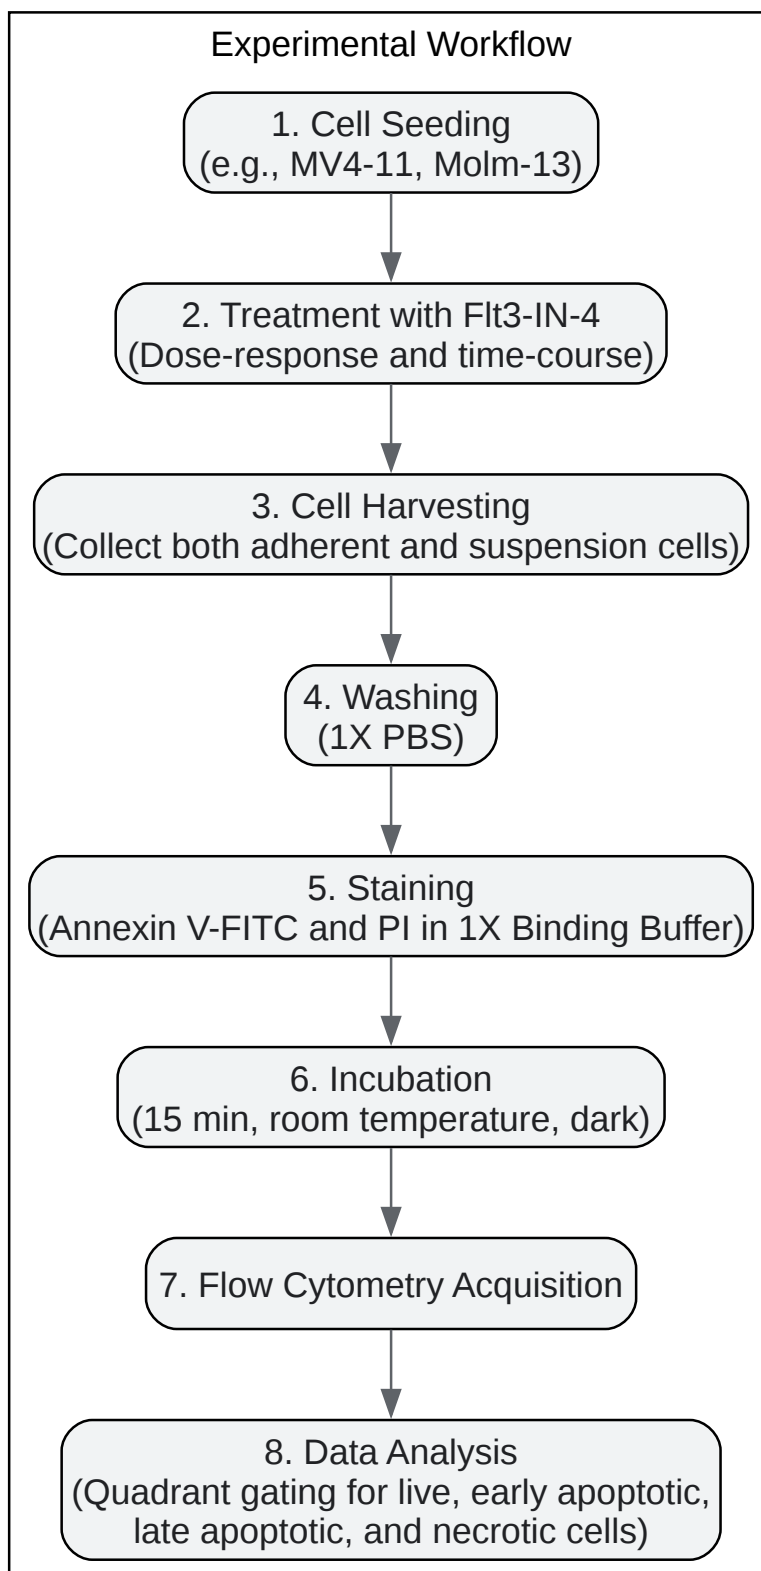 Experimental Workflow
1. Cell Seeding
(e.g., MV4-11, Molm-13)
2. Treatment with Flt3-IN-4
(Dose-response and time-course)
3. Cell Harvesting
(Collect both adherent and suspension cells)
4. Washing
(1X PBS)
5. Staining
(Annexin V-FITC and PI in 1X Binding Buffer)
6. Incubation
(15 min, room temperature, dark)
7. Flow Cytometry Acquisition
8. Data Analysis
(Quadrant gating for live, early apoptotic,
late apoptotic, and necrotic cells)